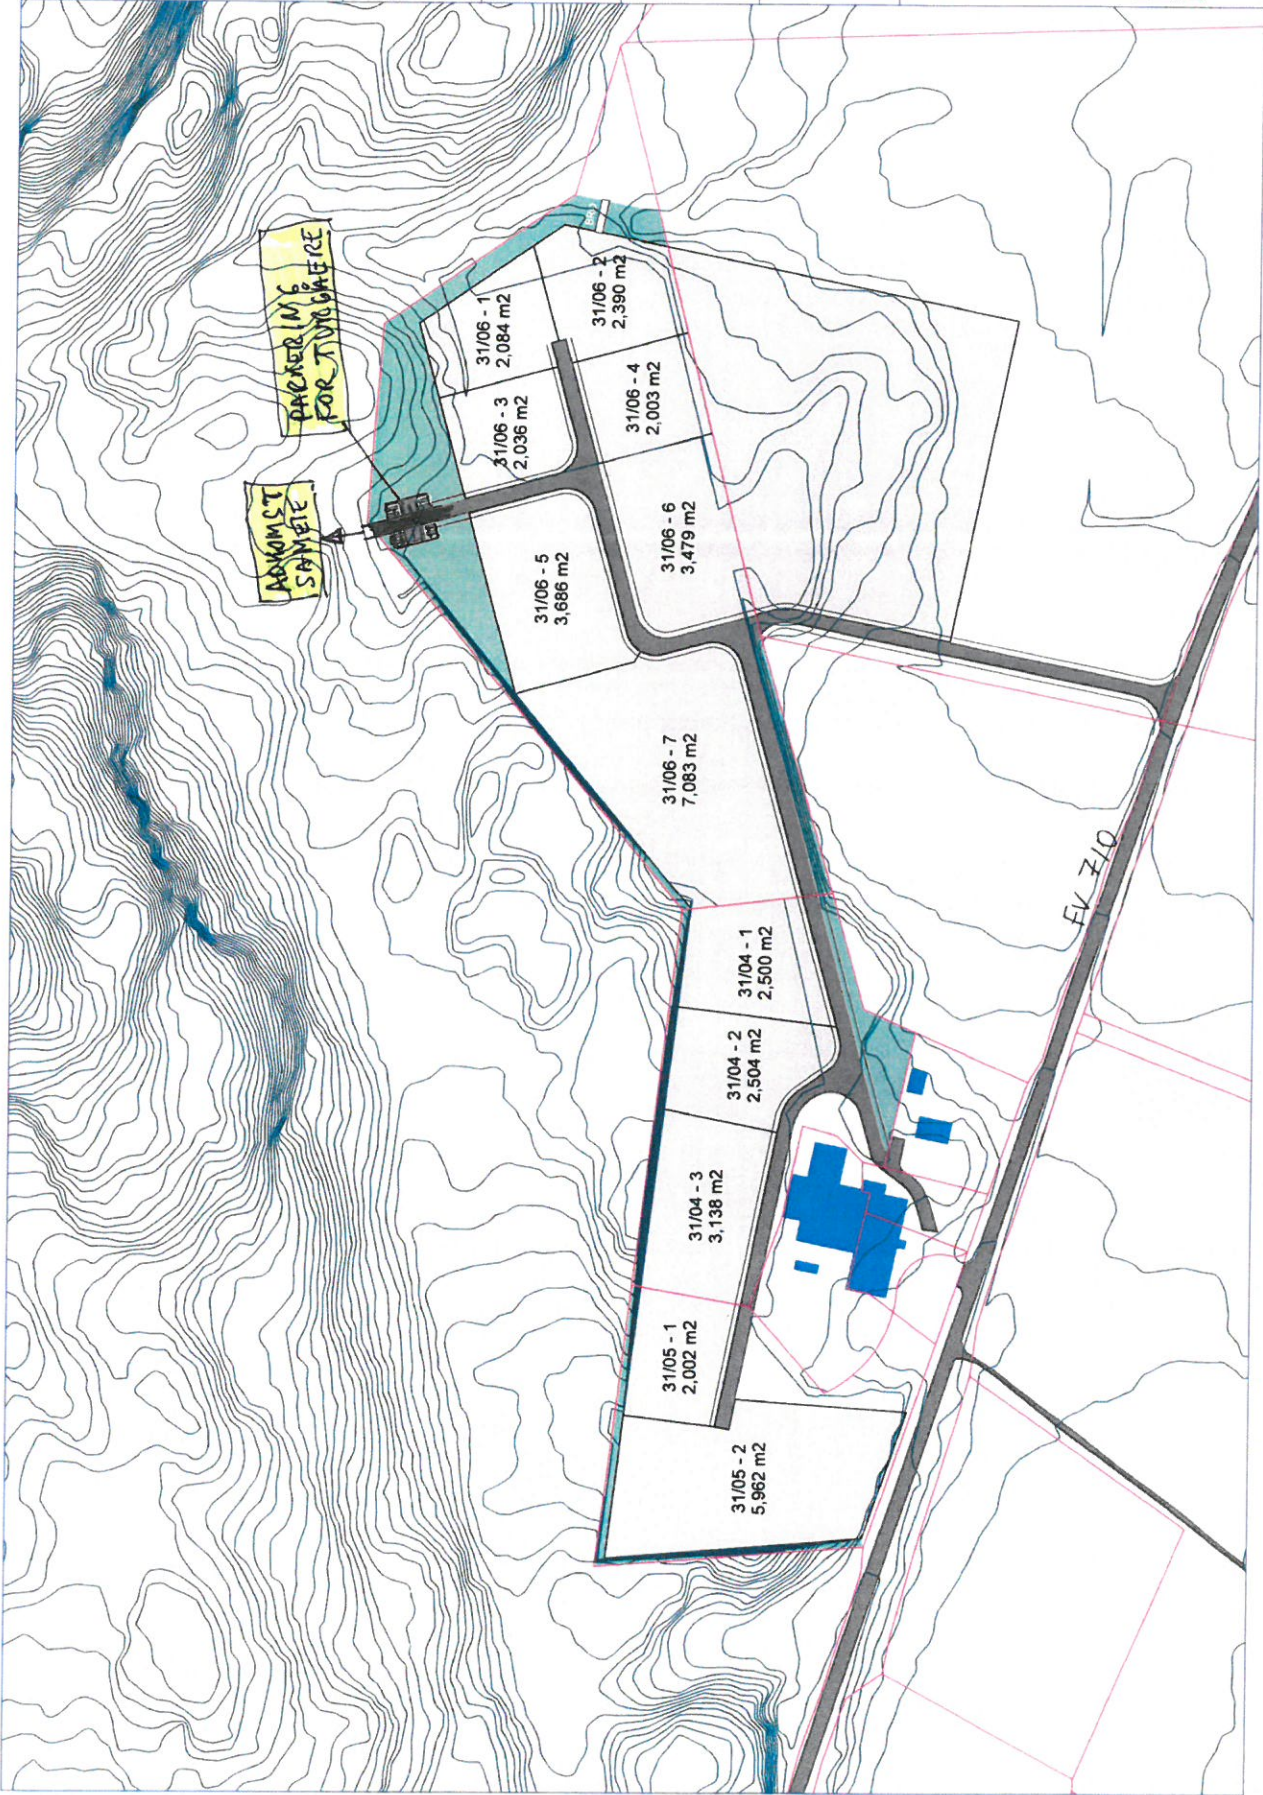 PARKERING
FOR TURGÅERE
ADKOMST
SAMEIE
BRU
31/06 - 1
2,084 m2
31/06 - 2
2,390 m2
31/06 - 3
2,036 m2
31/06 - 4
2,003 m2
31/06 - 5
3,686 m2
31/06 - 6
3,479 m2
31/06 - 7
7,083 m2
31/04 - 1
2,500 m2
31/04 - 2
2,504 m2
31/04 - 3
3,138 m2
31/05 - 1
2,002 m2
31/05 - 2
5,962 m2
FV 710